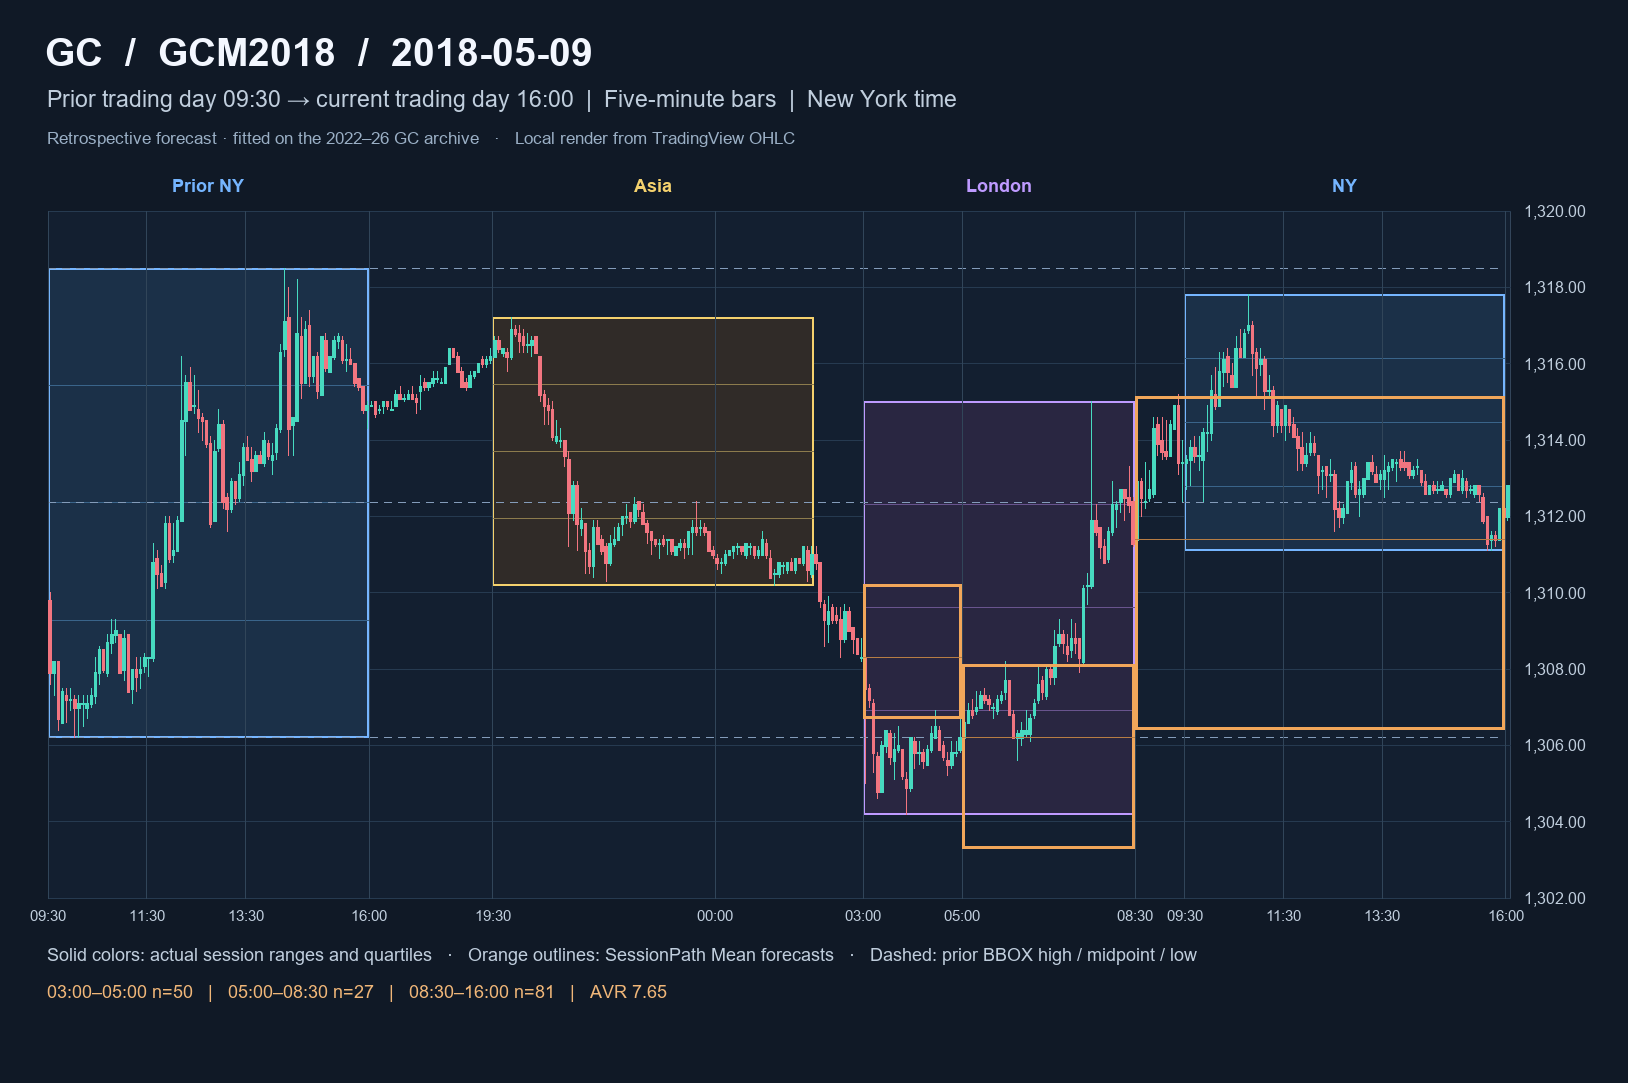 GC / GCM2018 / 2018-05-09
Prior trading day 09:30 → current trading day 16:00 | Five-minute bars | New York time
Retrospective forecast · fitted on the 2022–26 GC archive · Local render from TradingView OHLC
Prior NY Asia London NY
1,320.00
1,318.00
1,316.00
1,314.00
1,312.00
1,310.00
1,308.00
1,306.00
1,304.00
1,302.00
09:30 11:30 13:30 16:00 19:30 00:00 03:00 05:00 08:30 09:30 11:30 13:30 16:00
Solid colors: actual session ranges and quartiles · Orange outlines: SessionPath Mean forecasts · Dashed: prior BBOX high / midpoint / low
03:00–05:00 n=50 | 05:00–08:30 n=27 | 08:30–16:00 n=81 | AVR 7.65